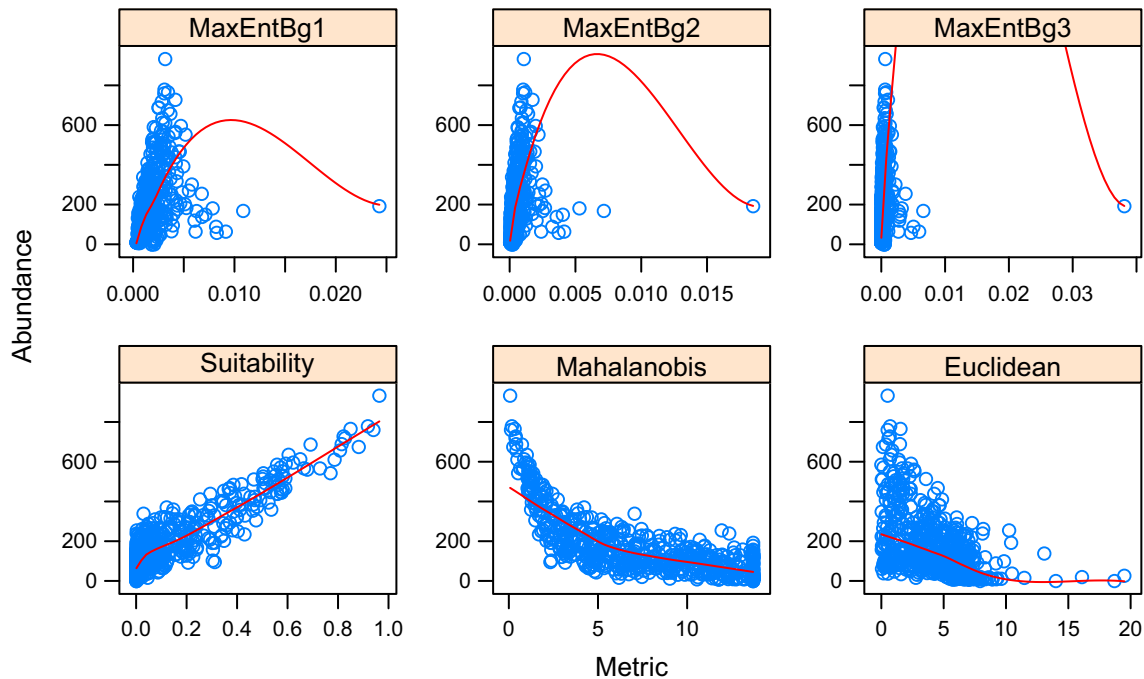 MaxEntBg1 MaxEntBg2 MaxEntBg3
600 600 600
200 200 200
0 0 0
0.000 0.010 0.020 0.000 0.005 0.010 0.015 0.00 0.01 0.02 0.03
Abundance
Suitability Mahalanobis Euclidean
600 600 600
200 200 200
0 0 0
0.0 0.2 0.4 0.6 0.8 1.0 0 5 10 0 5 10 15 20
Metric